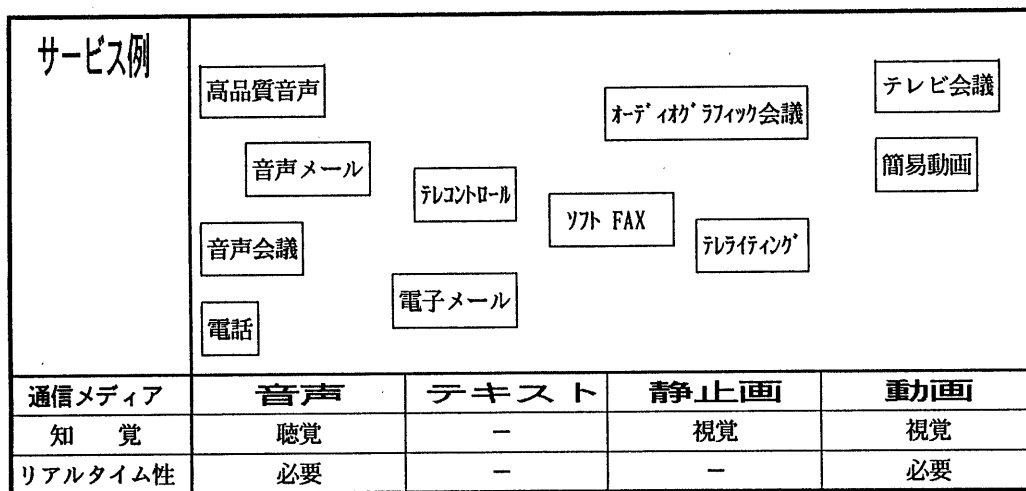 サービス例
高品質音声
テレビ会議
オーディオグラフィック会議
音声メール
簡易動画
テレコントロール
ソフト FAX
音声会議
テレライティング
電子メール
電話
通信メディア 音声 テキスト 静止画 動画
知 覚 聴覚 － 視覚 視覚
リアルタイム性 必要 － － 必要